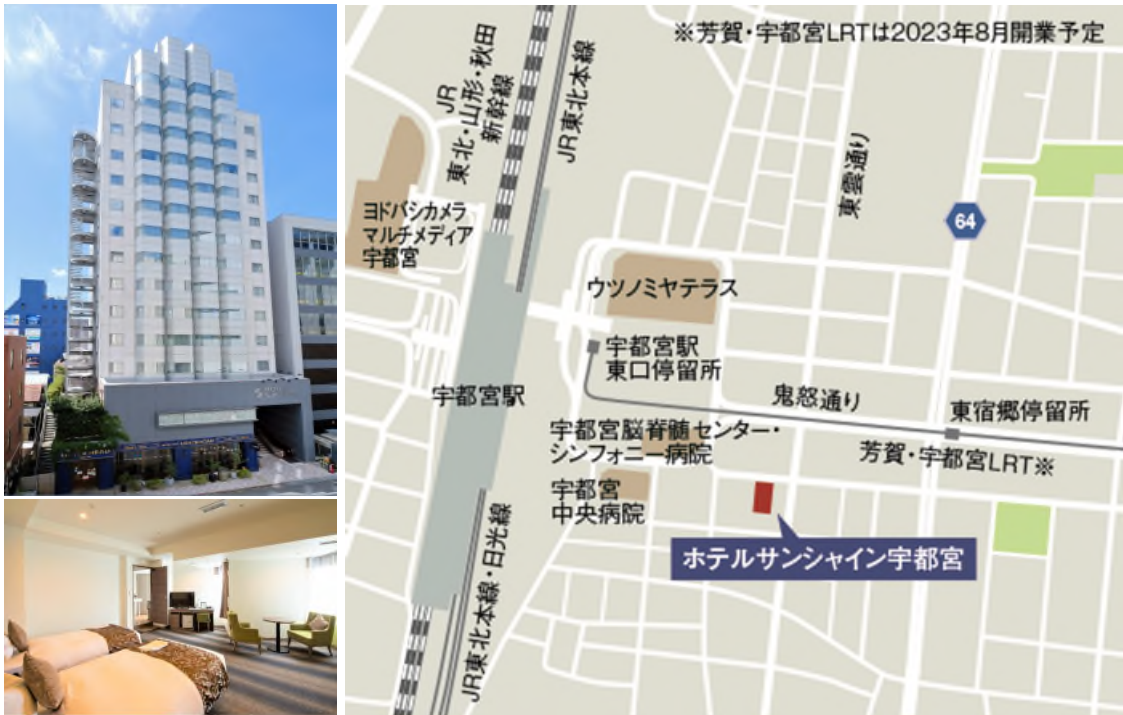 ※芳賀・宇都宮LRTは2023年8月開業予定
JR
東北・山形・秋田
新幹線
JR東北本線
東雲通り
64
ヨドバシカメラ
マルチメディア
宇都宮
ウツノミヤテラス
宇都宮駅
東口停留所
宇都宮駅
鬼怒通り
東宿郷停留所
宇都宮脳脊髄センター・
シンフォニー病院
芳賀・宇都宮LRT※
宇都宮
中央病院
ホテルサンシャイン宇都宮
JR東北本線・日光線